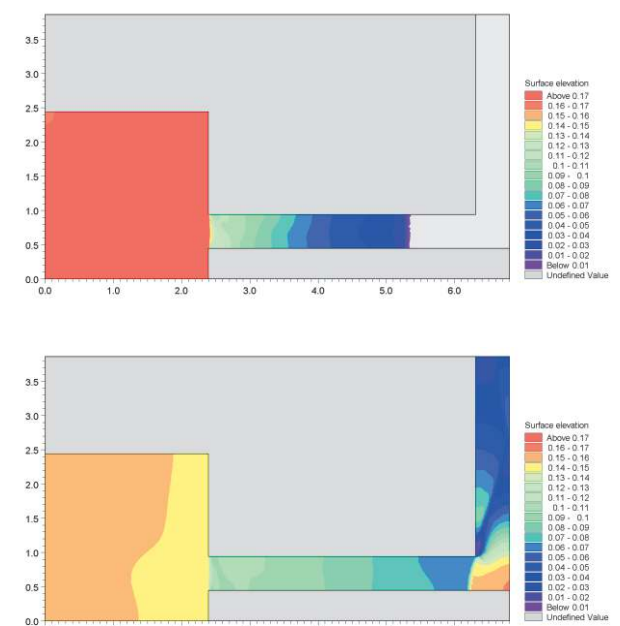 3.5
3.0
2.5
2.0
1.5
1.0
0.5
0.0
0.0 1.0 2.0 3.0 4.0 5.0 6.0
Surface elevation
Above 0.17
0.16 - 0.17
0.15 - 0.16
0.14 - 0.15
0.13 - 0.14
0.12 - 0.13
0.11 - 0.12
0.1 - 0.11
0.09 - 0.1
0.08 - 0.09
0.07 - 0.08
0.06 - 0.07
0.05 - 0.06
0.04 - 0.05
0.03 - 0.04
0.02 - 0.03
0.01 - 0.02
Below 0.01
Undefined Value
3.5
3.0
2.5
2.0
1.5
1.0
0.5
0.0
Surface elevation
Above 0.17
0.16 - 0.17
0.15 - 0.16
0.14 - 0.15
0.13 - 0.14
0.12 - 0.13
0.11 - 0.12
0.1 - 0.11
0.09 - 0.1
0.08 - 0.09
0.07 - 0.08
0.06 - 0.07
0.05 - 0.06
0.04 - 0.05
0.03 - 0.04
0.02 - 0.03
0.01 - 0.02
Below 0.01
Undefined Value